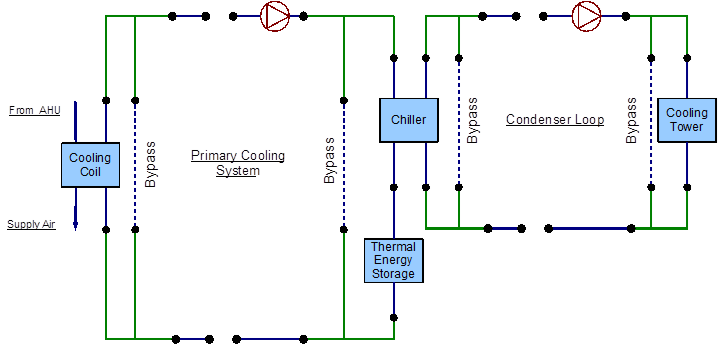 From AHU
Cooling
Coil
Supply Air
Bypass
Primary Cooling
System
Bypass
Chiller
Thermal
Energy
Storage
Bypass
Condenser Loop
Bypass
Cooling
Tower